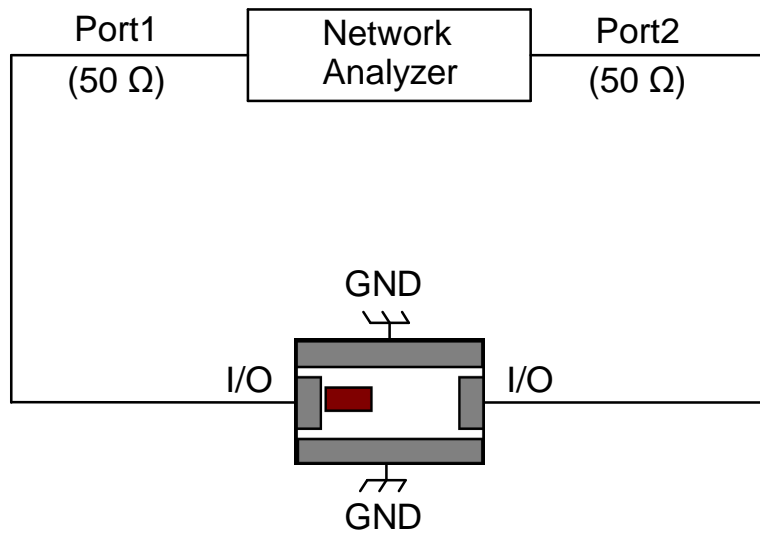 Port1
(50 Ω)
Network
Analyzer
Port2
(50 Ω)
GND
I/O
I/O
GND